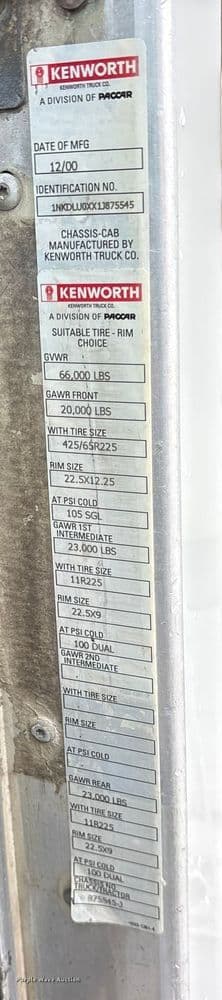 KENWORTH
KENWORTH TRUCK CO.
A DIVISION OF PACCAR
DATE OF MFG
12/00
IDENTIFICATION NO.
1NKDLU0XX1J875545
CHASSIS-CAB
MANUFACTURED BY
KENWORTH TRUCK CO.
KENWORTH
KENWORTH TRUCK CO.
A DIVISION OF PACCAR
SUITABLE TIRE - RIM
CHOICE
GVWR
66,000 LBS
GAWR FRONT
20,000 LBS
WITH TIRE SIZE
425/65R225
RIM SIZE
22.5X12.25
AT PSI COLD
105 SGL
GAWR 1ST
INTERMEDIATE
23,000 LBS
WITH TIRE SIZE
11R225
RIM SIZE
22.5X9
AT PSI COLD
100 DUAL
GAWR 2ND
INTERMEDIATE
WITH TIRE SIZE
RIM SIZE
AT PSI COLD
GAWR REAR
23,000 LBS
WITH TIRE SIZE
11R225
RIM SIZE
22.5X9
AT PSI COLD
100 DUAL
CHASSIS NO.
TRUCK/TRACTOR
875545-J
Purple Wave Auction